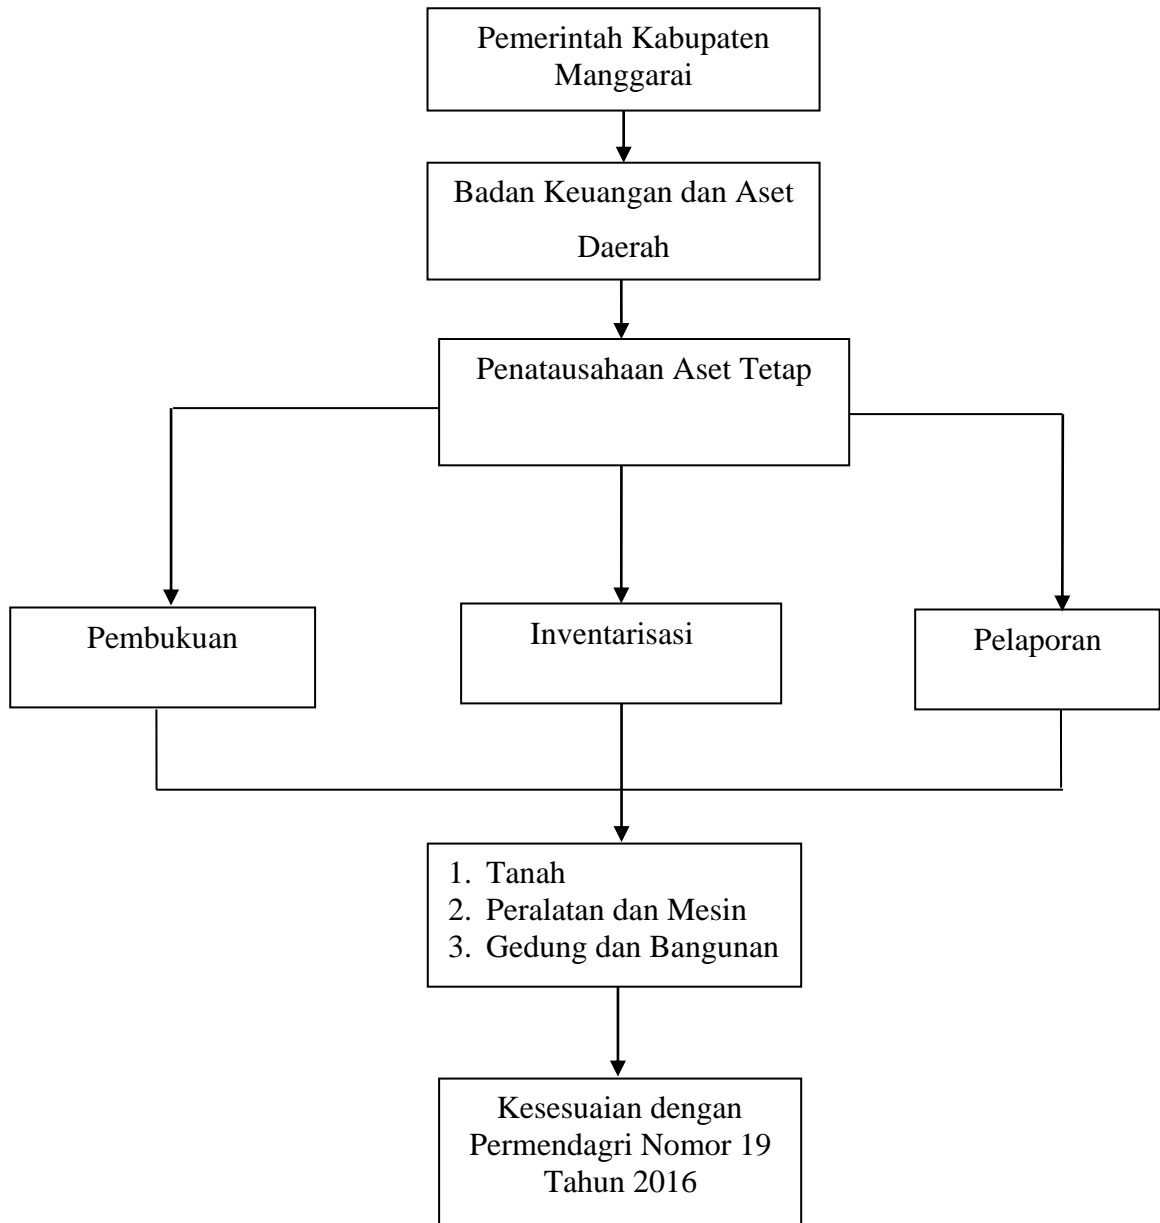 Pemerintah Kabupaten
Manggarai
Badan Keuangan dan Aset
Daerah
Penatausahaan Aset Tetap
Pembukuan
Inventarisasi
Pelaporan
1. Tanah
2. Peralatan dan Mesin
3. Gedung dan Bangunan
Kesesuaian dengan
Permendagri Nomor 19
Tahun 2016